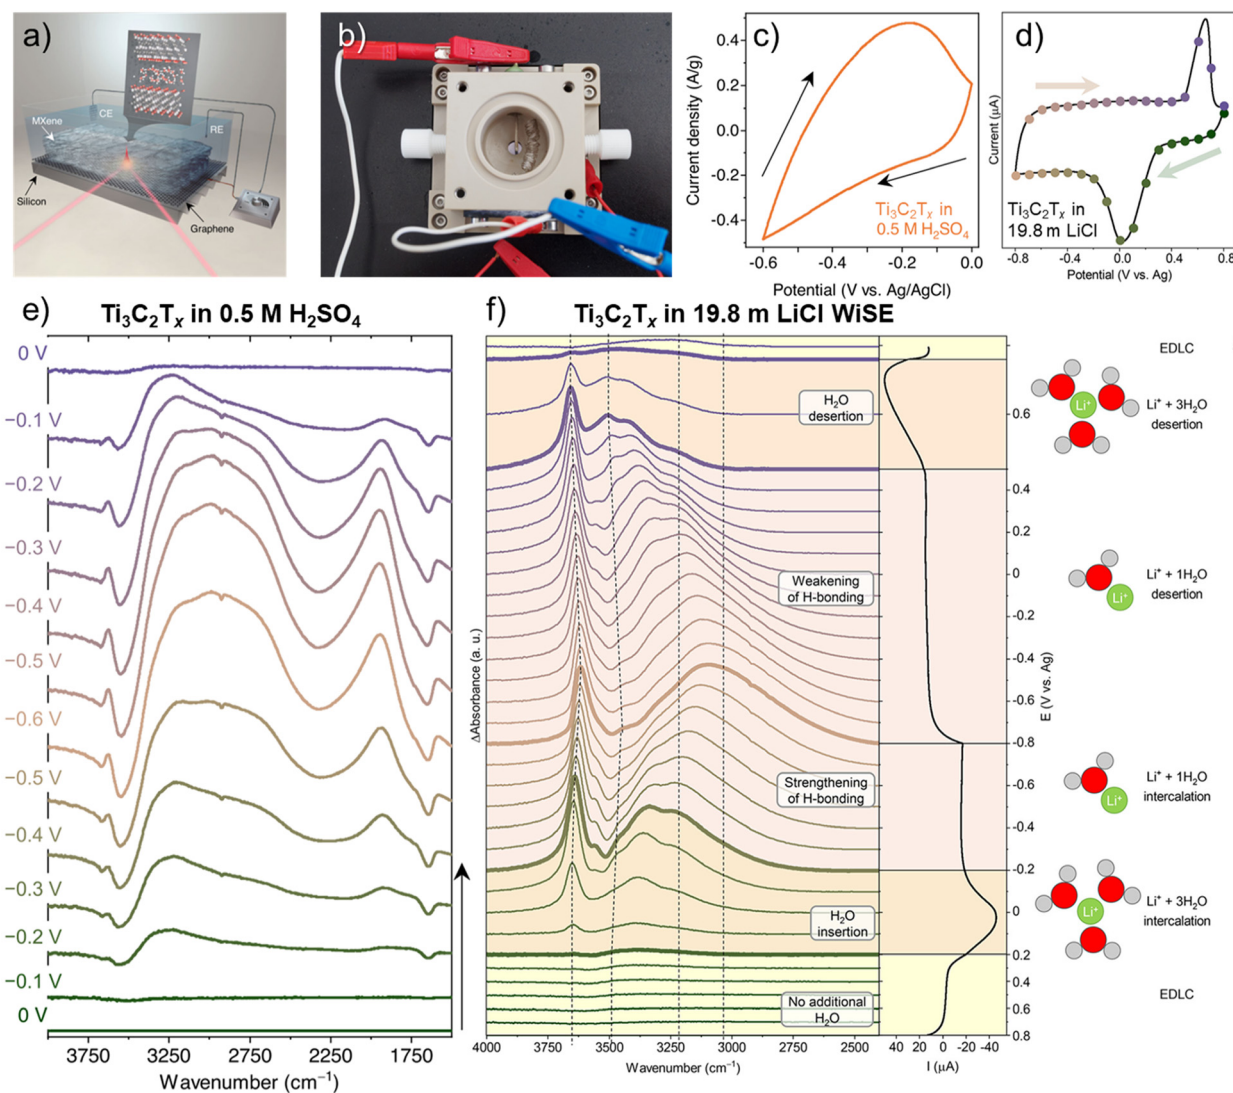 a)
CE
MXene
RE
Silicon
Graphene
b)
c)
Current density (A/g)
0.4
0.2
0.0
-0.2
-0.4
Ti3C2Tx in
0.5 M H2SO4
-0.6
-0.4
-0.2
0.0
Potential (V vs. Ag/AgCl)
d)
Current (µA)
Ti3C2Tx in
19.8 m LiCl
-0.8
-0.4
0.0
0.4
0.8
Potential (V vs. Ag)
e)
Ti3C2Tx in 0.5 M H2SO4
0 V
−0.1 V
−0.2 V
−0.3 V
−0.4 V
−0.5 V
−0.6 V
−0.5 V
−0.4 V
−0.3 V
−0.2 V
−0.1 V
0 V
3750
3250
2750
2250
1750
Wavenumber (cm−1)
f)
Ti3C2Tx in 19.8 m LiCl WiSE
ΔAbsorbance (a. u.)
H2O
desertion
Weakening
of H-bonding
Strengthening
of H-bonding
H2O
insertion
No additional
H2O
4000
3750
3500
3250
3000
2750
2500
Wavenumber (cm-1)
0.6
0.4
0.2
0
-0.2
-0.4
-0.6
-0.8
-0.6
-0.4
-0.2
0
0.2
0.4
0.6
0.8
E (V vs. Ag)
20
0
-20
-40
I (µA)
EDLC
Li+
Li+ + 3H2O
desertion
Li+
Li+ + 1H2O
desertion
Li+
Li+ + 1H2O
intercalation
Li+
Li+ + 3H2O
intercalation
EDLC